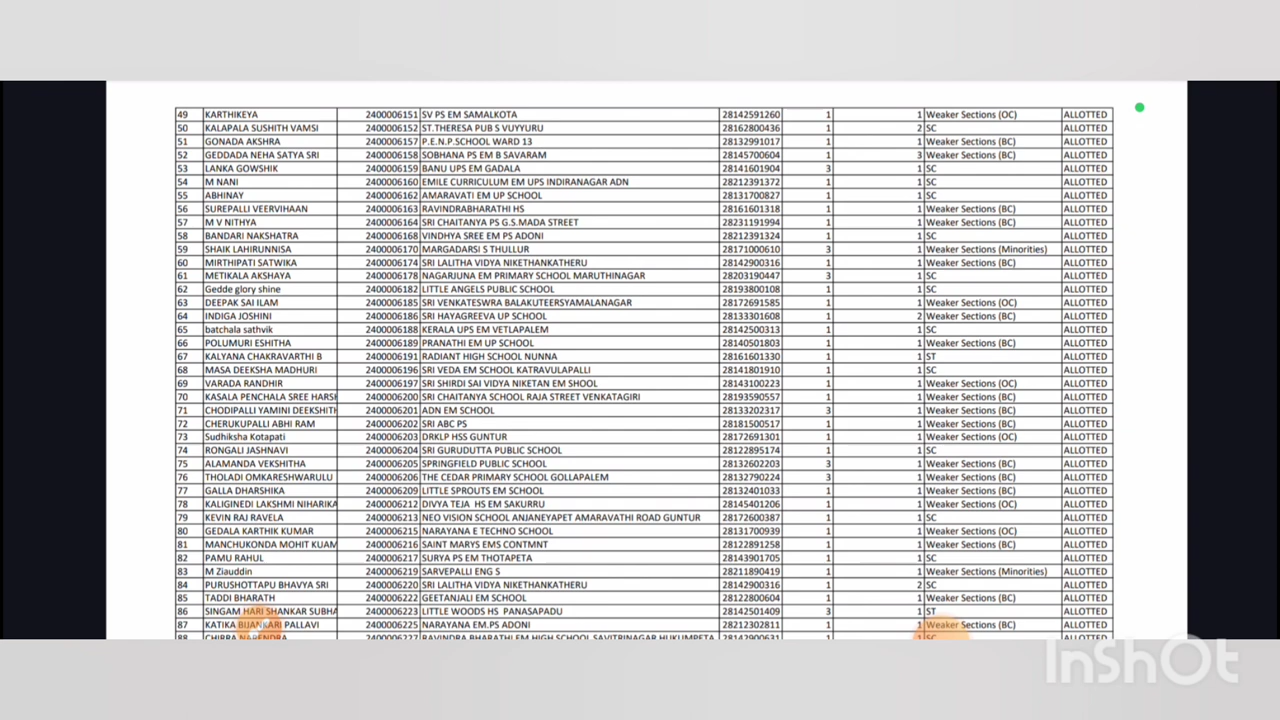 49 KARTHIKEYA 2400006151 SV PS EM SAMALKOTA 28142591260 1 1 Weaker Sections (OC) ALLOTTED
50 KALAPALA SUSHITH VAMSI 2400006152 ST.THERESA PUB S VUYYURU 28162800436 1 2 SC ALLOTTED
51 GONADA AKSHRA 2400006157 P.E.N.P.SCHOOL WARD 13 28132991017 1 1 Weaker Sections (BC) ALLOTTED
52 GEDDADA NEHA SATYA SRI 2400006158 SOBHANA PS EM B SAVARAM 28145700604 1 3 Weaker Sections (BC) ALLOTTED
53 LANKA GOWSHIK 2400006159 BANU UPS EM GADALA 28141601904 3 1 SC ALLOTTED
54 M NANI 2400006160 EMILE CURRICULUM EM UPS INDIRANAGAR ADN 28212391372 1 1 SC ALLOTTED
55 ABHINAY 2400006162 AMARAVATI EM UP SCHOOL 28131700827 1 1 SC ALLOTTED
56 SUREPALLI VEERVIHAAN 2400006163 RAVINDRABHARATHI HS 28161601318 1 1 Weaker Sections (BC) ALLOTTED
57 M V NITHYA 2400006164 SRI CHAITANYA PS G.S.MADA STREET 28231191994 1 1 Weaker Sections (BC) ALLOTTED
58 BANDARI NAKSHATRA 2400006168 VINDHYA SREE EM PS ADONI 28212391324 1 1 SC ALLOTTED
59 SHAIK LAHIRUNNISA 2400006170 MARGADARSI S THULLUR 28171000610 3 1 Weaker Sections (Minorities) ALLOTTED
60 MIRTHIPATI SATWIKA 2400006174 SRI LALITHA VIDYA NIKETHANKATHERU 28142900316 1 1 Weaker Sections (BC) ALLOTTED
61 METIKALA AKSHAYA 2400006178 NAGARJUNA EM PRIMARY SCHOOL MARUTHINAGAR 28203190447 3 1 SC ALLOTTED
62 Gedde glory shine 2400006182 LITTLE ANGELS PUBLIC SCHOOL 28193800108 1 1 SC ALLOTTED
63 DEEPAK SAI ILAM 2400006185 SRI VENKATESWRA BALAKUTEERSYAMALANAGAR 28172691585 1 1 Weaker Sections (OC) ALLOTTED
64 INDIGA JOSHINI 2400006186 SRI HAYAGREEVA UP SCHOOL 28133301608 1 2 Weaker Sections (BC) ALLOTTED
65 batchala sathvik 2400006188 KERALA UPS EM VETLAPALEM 28142500313 1 1 SC ALLOTTED
66 POLUMURI ESHITHA 2400006189 PRANATHI EM UP SCHOOL 28140501803 1 1 Weaker Sections (BC) ALLOTTED
67 KALYANA CHAKRAVARTHI B 2400006191 RADIANT HIGH SCHOOL NUNNA 28161601330 1 1 ST ALLOTTED
68 MASA DEEKSHA MADHURI 2400006196 SRI VEDA EM SCHOOL KATRAVULAPALLI 28141801910 1 1 SC ALLOTTED
69 VARADA RANDHIR 2400006197 SRI SHIRDI SAI VIDYA NIKETAN EM SHOOL 28143100223 1 1 Weaker Sections (OC) ALLOTTED
70 KASALA PENCHALA SREE HARSH 2400006200 SRI CHAITANYA SCHOOL RAJA STREET VENKATAGIRI 28193590557 1 1 Weaker Sections (BC) ALLOTTED
71 CHODIPALLI YAMINI DEEKSHITH 2400006201 ADN EM SCHOOL 28133202317 3 1 Weaker Sections (BC) ALLOTTED
72 CHERUKUPALLI ABHI RAM 2400006202 SRI ABC PS 28181500517 1 1 Weaker Sections (BC) ALLOTTED
73 Sudhiksha Kotapati 2400006203 DRKLP HSS GUNTUR 28172691301 1 1 Weaker Sections (OC) ALLOTTED
74 RONGALI JASHNAVI 2400006204 SRI GURUDUTTA PUBLIC SCHOOL 28122895174 1 1 SC ALLOTTED
75 ALAMANDA VEKSHITHA 2400006205 SPRINGFIELD PUBLIC SCHOOL 28132602203 3 1 Weaker Sections (BC) ALLOTTED
76 THOLADI OMKARESHWARULU 2400006206 THE CEDAR PRIMARY SCHOOL GOLLAPALEM 28132790224 3 1 Weaker Sections (BC) ALLOTTED
77 GALLA DHARSHIKA 2400006209 LITTLE SPROUTS EM SCHOOL 28132401033 1 1 Weaker Sections (BC) ALLOTTED
78 KALIGINEDI LAKSHMI NIHARIKA 2400006212 DIVYA TEJA HS EM SAKURRU 28145401206 1 1 Weaker Sections (OC) ALLOTTED
79 KEVIN RAJ RAVELA 2400006213 NEO VISION SCHOOL ANJANEYAPET AMARAVATHI ROAD GUNTUR 28172600387 1 1 SC ALLOTTED
80 GEDALA KARTHIK KUMAR 2400006215 NARAYANA E TECHNO SCHOOL 28131700939 1 1 Weaker Sections (OC) ALLOTTED
81 MANCHUKONDA MOHIT KUAM 2400006216 SAINT MARYS EMS CONTMNT 28122891258 1 1 Weaker Sections (BC) ALLOTTED
82 PAMU RAHUL 2400006217 SURYA PS EM THOTAPETA 28143901705 1 1 SC ALLOTTED
83 M Ziauddin 2400006219 SARVEPALLI ENG S 28211890419 1 1 Weaker Sections (Minorities) ALLOTTED
84 PURUSHOTTAPU BHAVYA SRI 2400006220 SRI LALITHA VIDYA NIKETHANKATHERU 28142900316 1 2 SC ALLOTTED
85 TADDI BHARATH 2400006222 GEETANJALI EM SCHOOL 28122800604 1 1 Weaker Sections (BC) ALLOTTED
86 SINGAM HARI SHANKAR SUBHA 2400006223 LITTLE WOODS HS PANASAPADU 28142501409 3 1 ST ALLOTTED
87 KATIKA BIJANKARI PALLAVI 2400006225 NARAYANA EM.PS ADONI 28212302811 1 1 Weaker Sections (BC) ALLOTTED
88 CHIRRA NARENDRA 2400006227 RAVINDRA BHARATHI EM HIGH SCHOOL SAVITRINAGAR HUKUMPETA 28142900631 1 1 SC ALLOTTED
InShOt